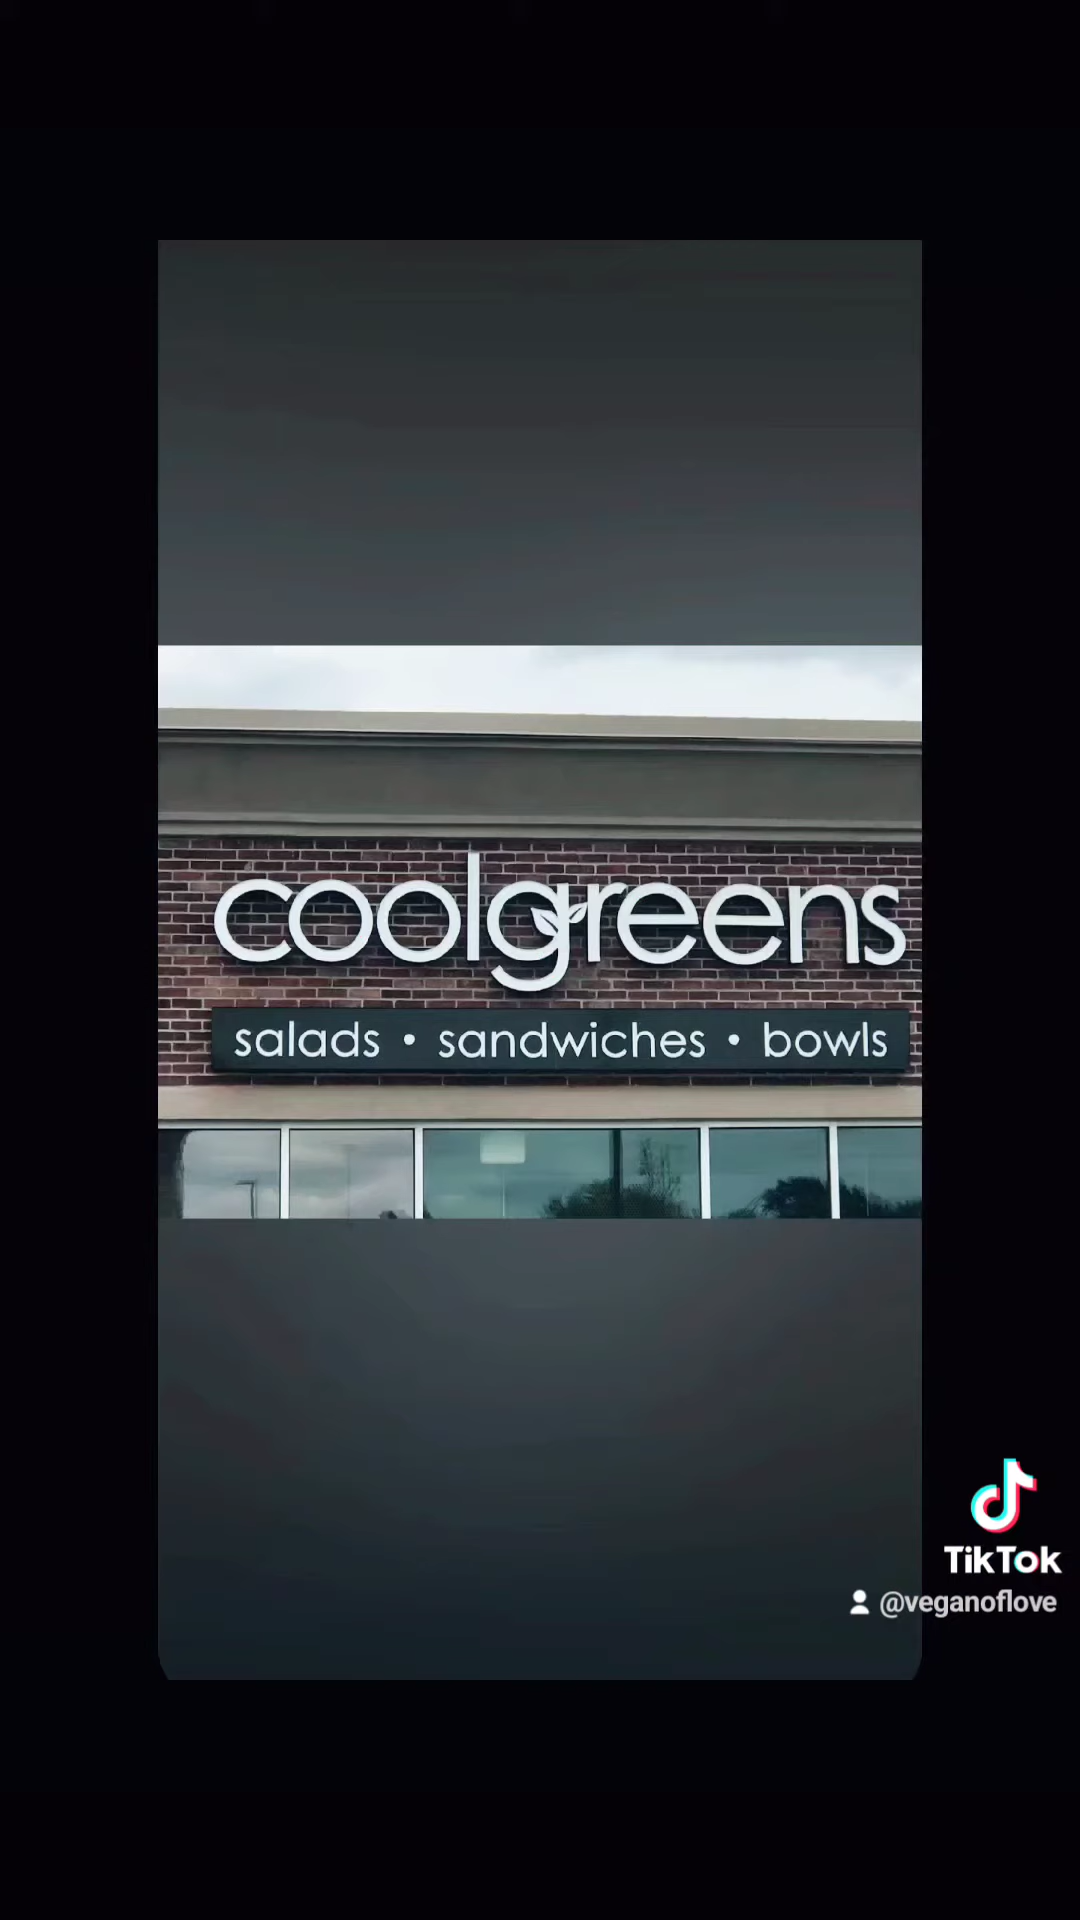 coolgreens
salads • sandwiches • bowls
TikTok
@veganoflove